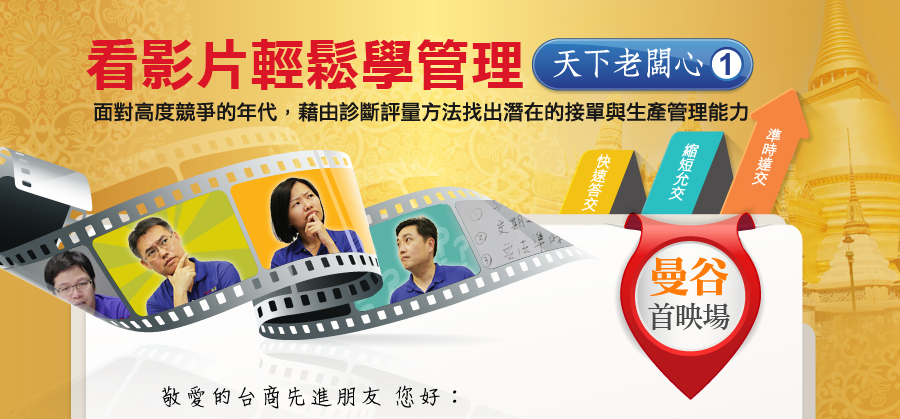 看影片輕鬆學管理 天下老闆心 1
面對高度競爭的年代，藉由診斷評量方法找出潛在的接單與生產管理能力
快速答交
縮短允交
準時達交
曼谷
首映場
敬愛的台商先進朋友 您好：